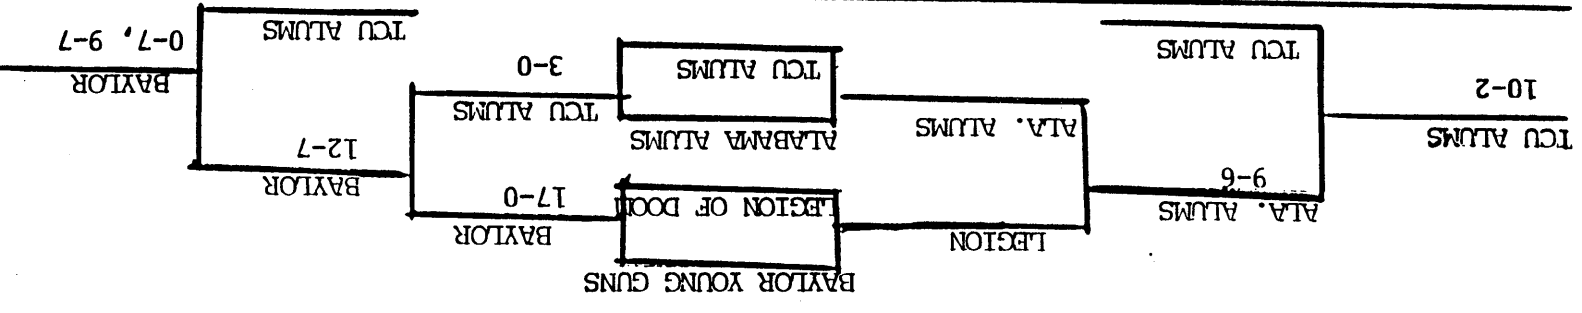 BAYLOR YOUNG GUNS
LEGION
BAYLOR
ALA. ALUMS
LEGION OF DOOM
17-0
BAYLOR
9-6
12-7
ALABAMA ALUMS
TCU ALUMS
ALA. ALUMS
TCU ALUMS
10-2
BAYLOR
TCU ALUMS
3-0
TCU ALUMS
0-7, 9-7
TCU ALUMS